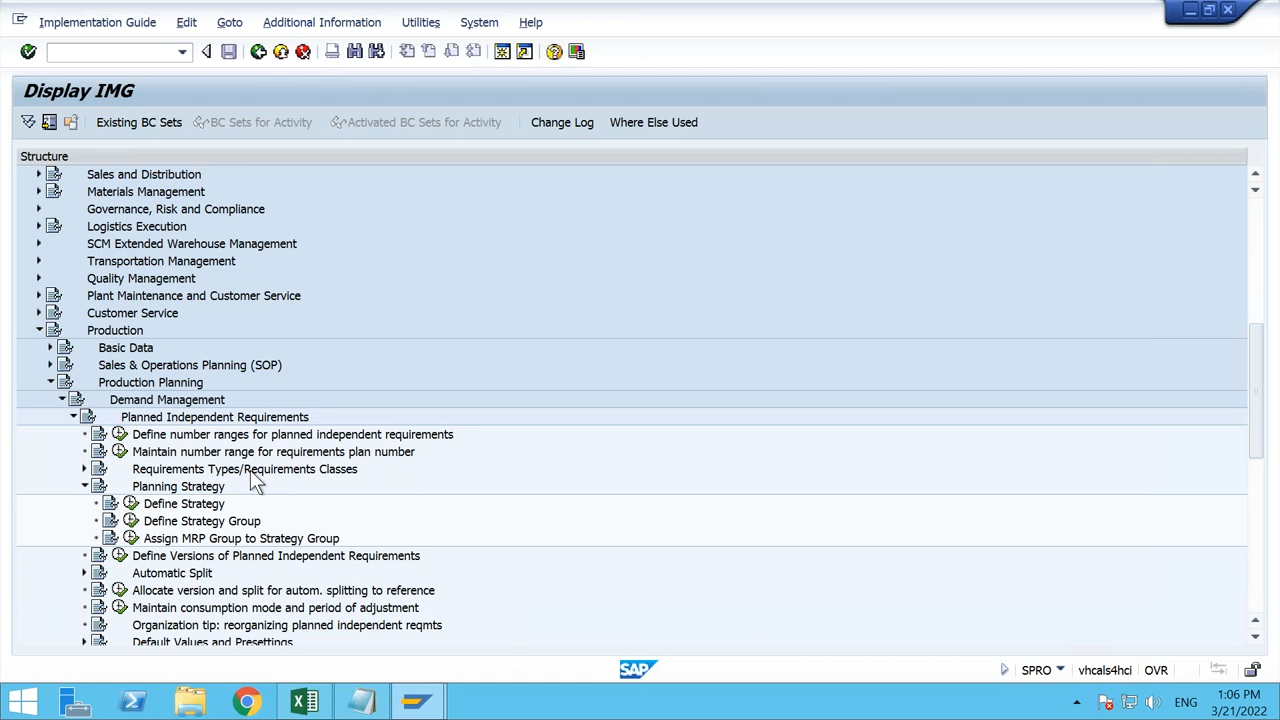 Implementation Guide Edit Goto Additional Information Utilities System Help
Display IMG
Existing BC Sets BC Sets for Activity Activated BC Sets for Activity Change Log Where Else Used
Structure
Sales and Distribution
Materials Management
Governance, Risk and Compliance
Logistics Execution
SCM Extended Warehouse Management
Transportation Management
Quality Management
Plant Maintenance and Customer Service
Customer Service
Production
Basic Data
Sales & Operations Planning (SOP)
Production Planning
Demand Management
Planned Independent Requirements
Define number ranges for planned independent requirements
Maintain number range for requirements plan number
Requirements Types/Requirements Classes
Planning Strategy
Define Strategy
Define Strategy Group
Assign MRP Group to Strategy Group
Define Versions of Planned Independent Requirements
Automatic Split
Allocate version and split for autom. splitting to reference
Maintain consumption mode and period of adjustment
Organization tip: reorganizing planned independent reqmts
Default Values and Presettings
SAP SPRO vhcals4hci OVR
ENG 1:06 PM
3/21/2022